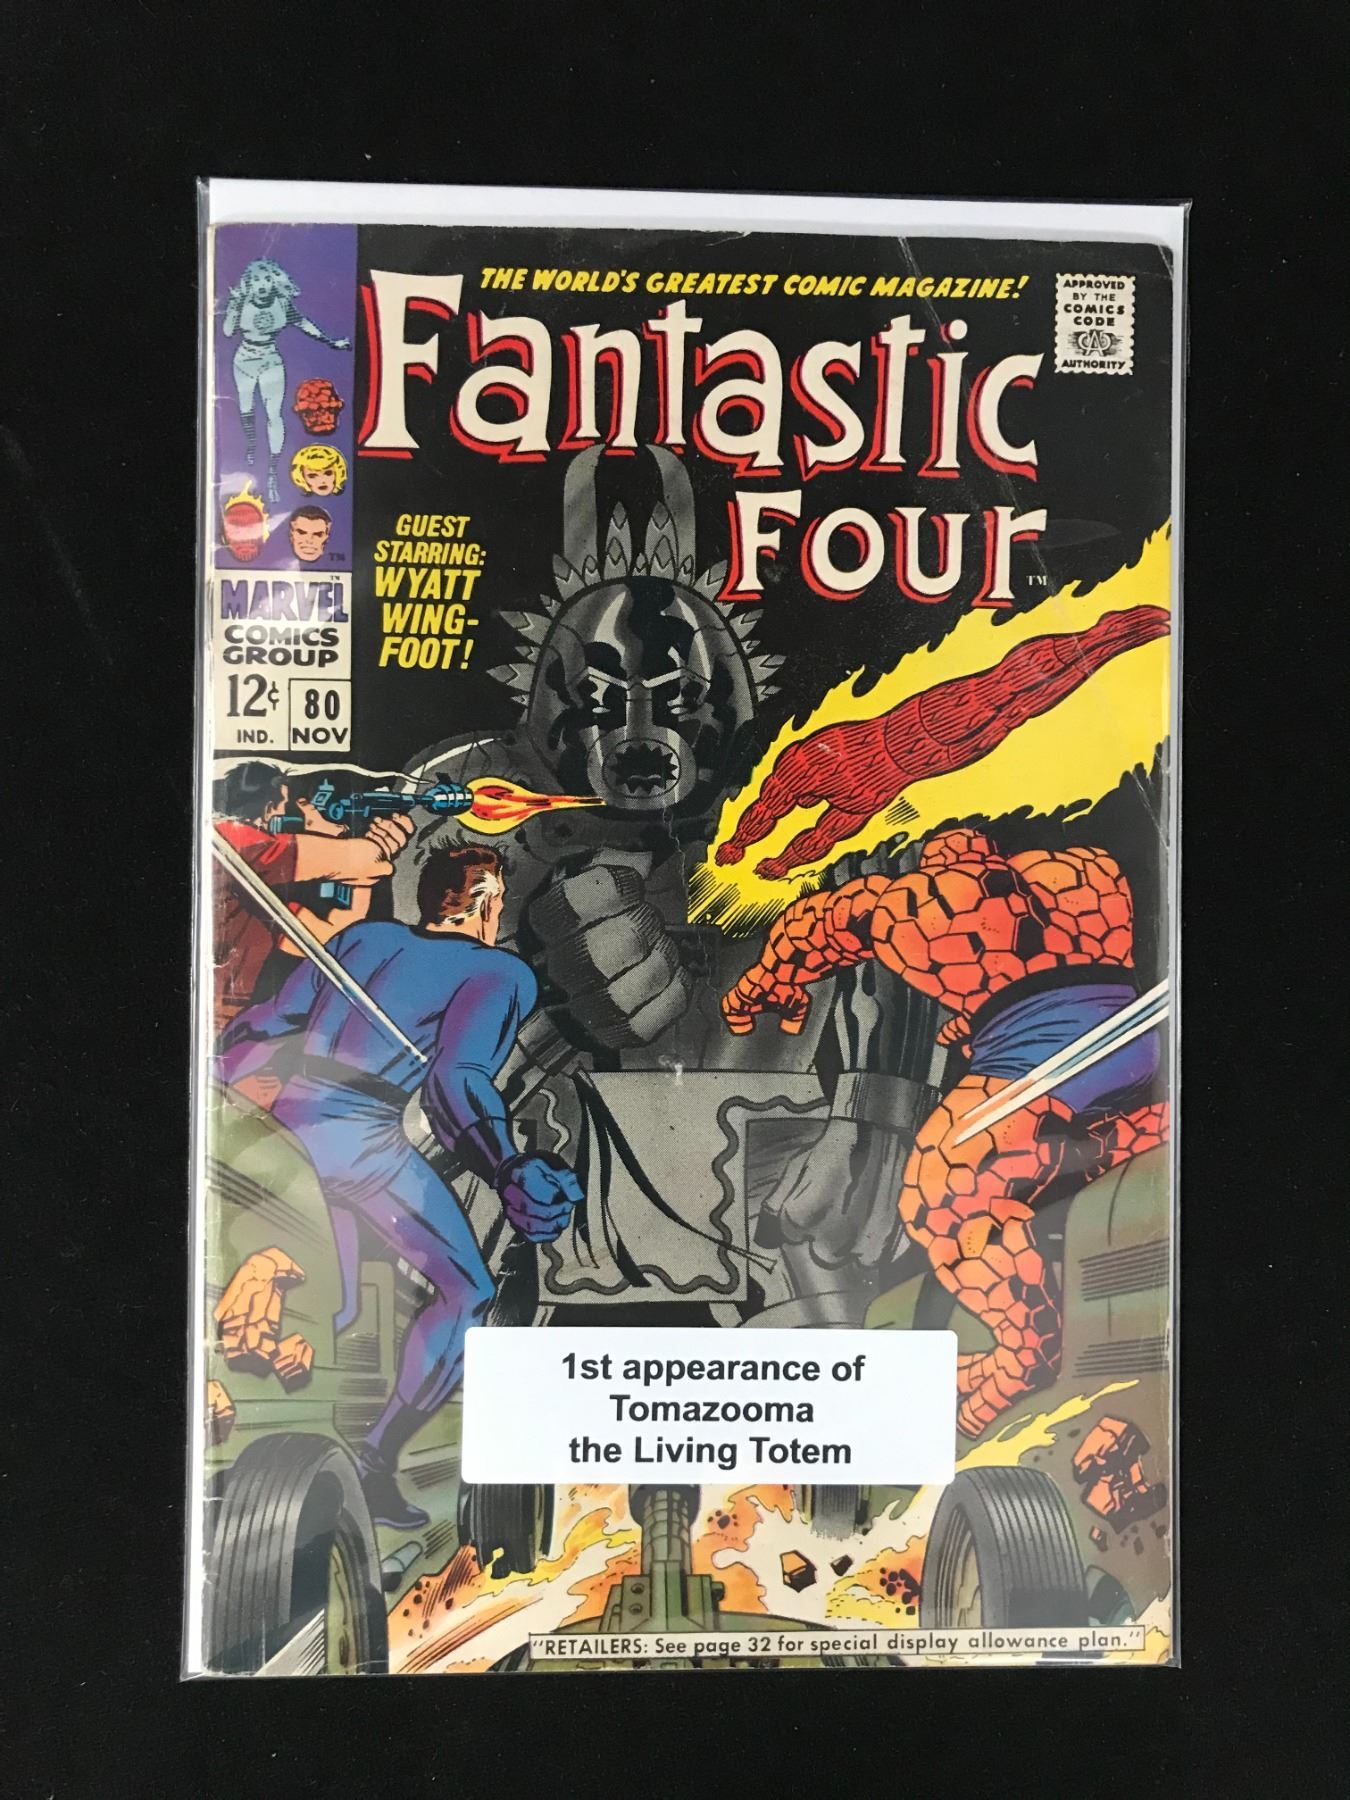 THE WORLD'S GREATEST COMIC MAGAZINE!
Fantastic
Four
TM
APPROVED
BY THE
COMICS
CODE
CA
AUTHORITY
TM
MARVEL
TM
COMICS
GROUP
12¢
IND.
80
NOV
GUEST
STARRING:
WYATT
WING-
FOOT!
1st appearance of
Tomazooma
the Living Totem
"RETAILERS: See page 32 for special display allowance plan."